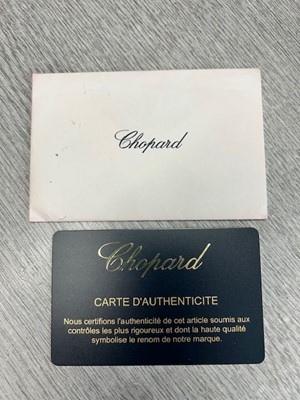 Chopard
Chopard
CARTE D'AUTHENTICITE
Nous certifions l'authenticité de cet article soumis aux
contrôles les plus rigoureux et dont la haute qualité
symbolise le renom de notre marque.